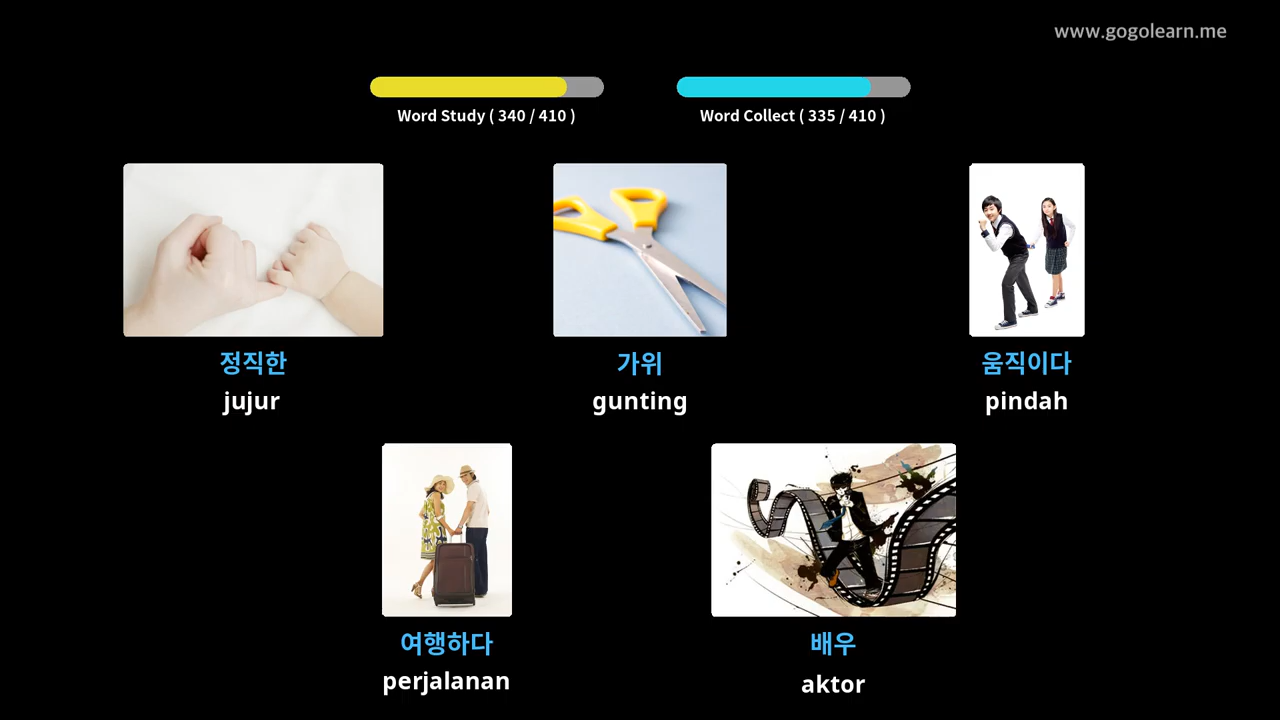 www.gogolearn.me
Word Study ( 340 / 410 )
Word Collect ( 335 / 410 )
정직한
jujur
가위
gunting
움직이다
pindah
여행하다
perjalanan
배우
aktor